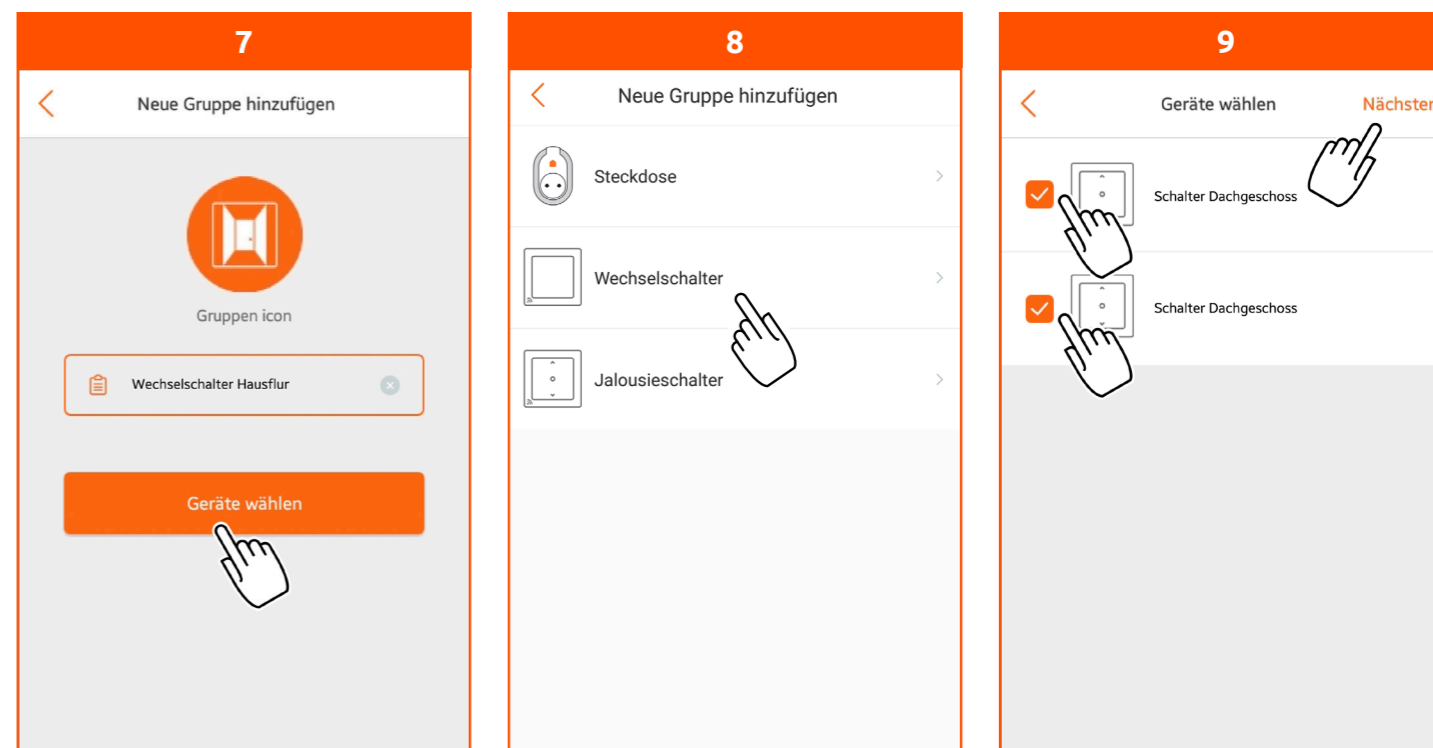 7
Neue Gruppe hinzufügen
Gruppen icon
Wechselschalter Hausflur
Geräte wählen
8
Neue Gruppe hinzufügen
Steckdose
Wechselschalter
Jalousieschalter
9
Geräte wählen
Nächster
Schalter Dachgeschoss
Schalter Dachgeschoss